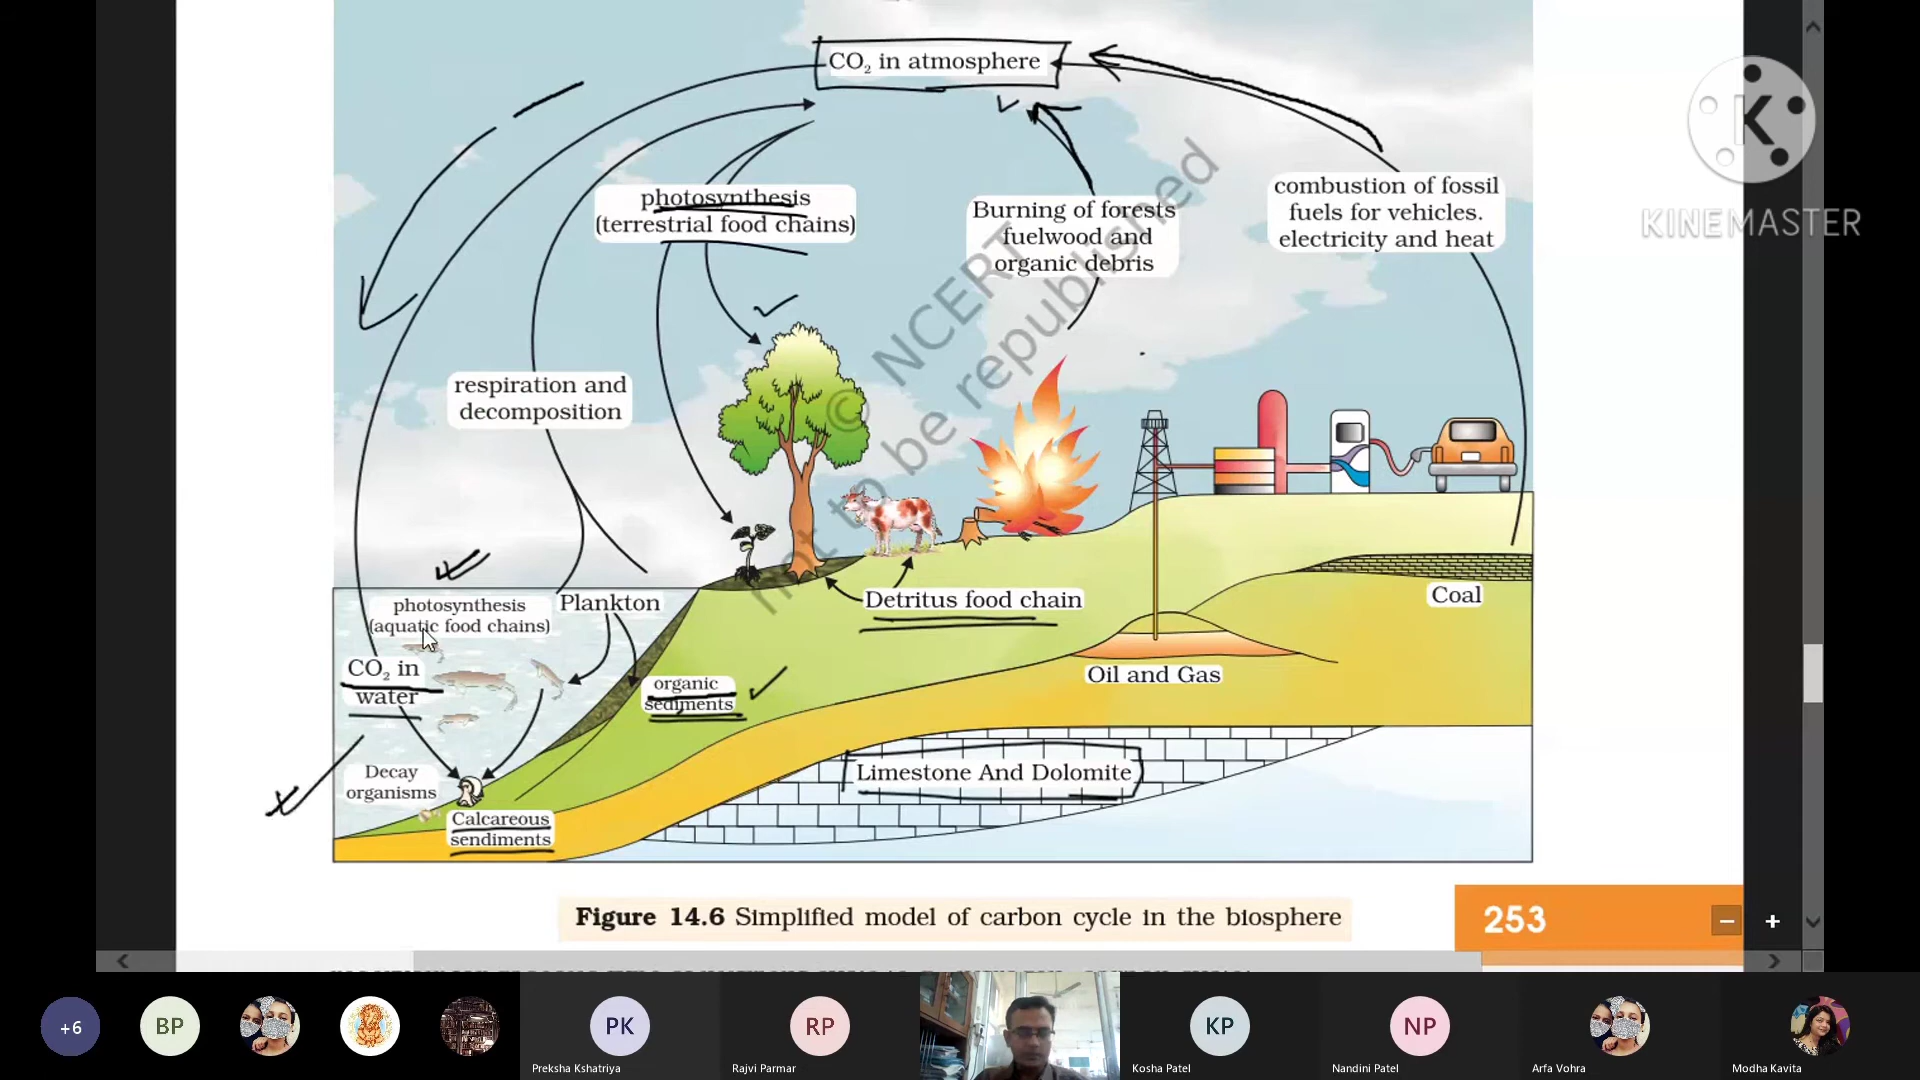 CO₂ in atmosphere
K
KINEMASTER
photosynthesis
(terrestrial food chains)
Burning of forests
fuelwood and
organic debris
combustion of fossil
fuels for vehicles.
electricity and heat
© NCERT
not to be republished
respiration and
decomposition
photosynthesis
(aquatic food chains)
Plankton
Detritus food chain
Coal
CO₂ in
water
organic
sediments
Oil and Gas
Decay
organisms
Limestone And Dolomite
Calcareous
sendiments
Figure 14.6 Simplified model of carbon cycle in the biosphere
253
+6
BP
PK
RP
KP
NP
Preksha Kshatriya
Rajvi Parmar
Kosha Patel
Nandini Patel
Arfa Vohra
Modha Kavita